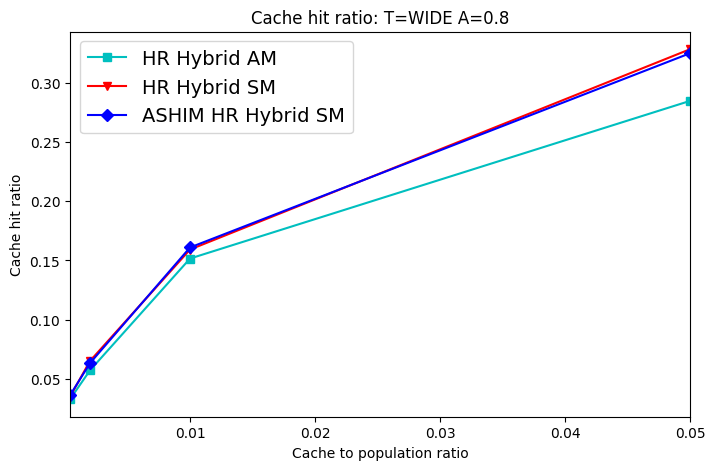 Cache hit ratio: T=WIDE A=0.8
HR Hybrid AM
HR Hybrid SM
ASHIM HR Hybrid SM
Cache hit ratio
0.30
0.25
0.20
0.15
0.10
0.05
0.01 0.02 0.03 0.04 0.05
Cache to population ratio